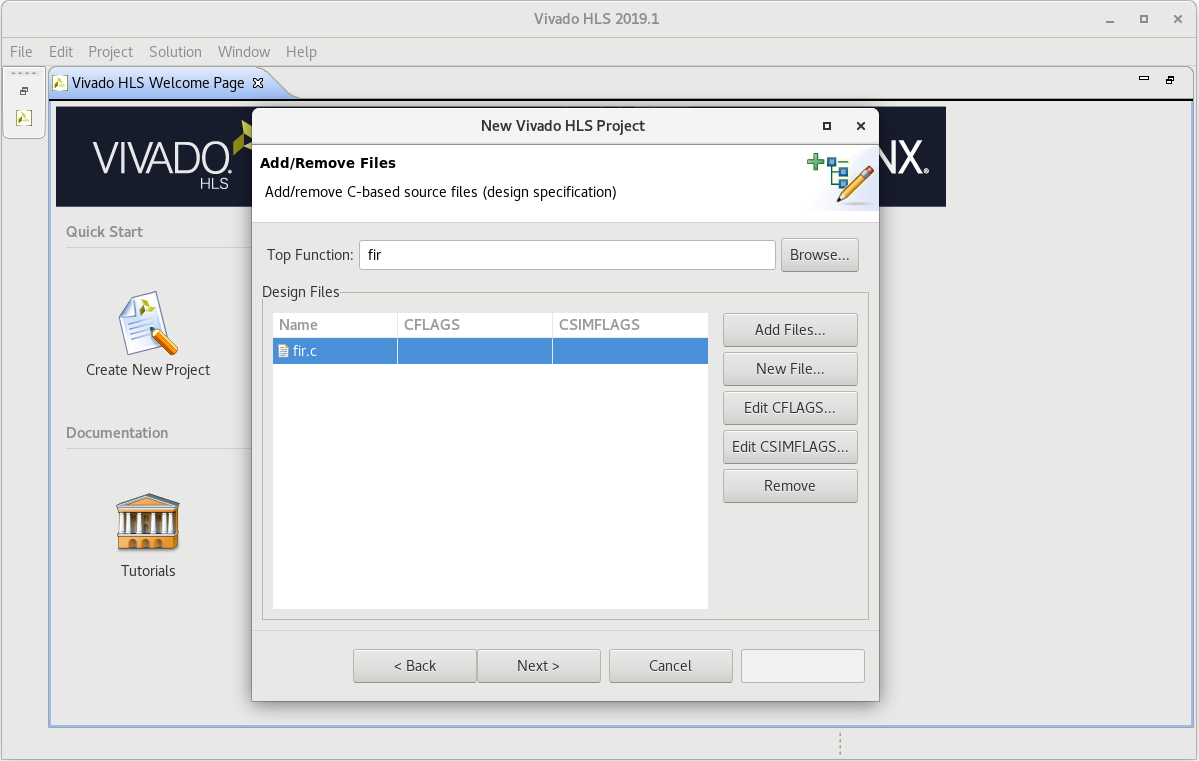 Vivado HLS 2019.1
File Edit Project Solution Window Help
Vivado HLS Welcome Page
VIVADO.
HLS
NX.
New Vivado HLS Project
Add/Remove Files
Add/remove C-based source files (design specification)
Quick Start
Create New Project
Documentation
Tutorials
Top Function: fir Browse...
Design Files
Name CFLAGS CSIMFLAGS
fir.c
Add Files...
New File...
Edit CFLAGS...
Edit CSIMFLAGS...
Remove
< Back Next > Cancel